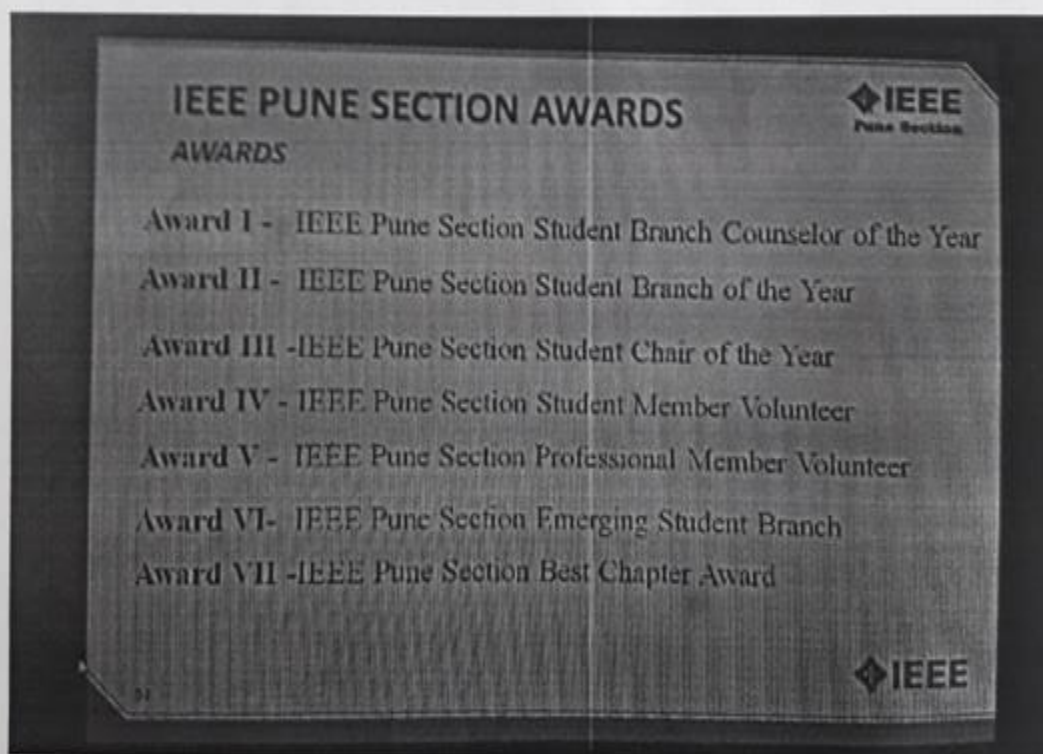 IEEE PUNE SECTION AWARDS
IEEE
Pune Section
AWARDS
Award I - IEEE Pune Section Student Branch Counselor of the Year
Award II - IEEE Pune Section Student Branch of the Year
Award III -IEEE Pune Section Student Chair of the Year
Award IV - IEEE Pune Section Student Member Volunteer
Award V - IEEE Pune Section Professional Member Volunteer
Award VI- IEEE Pune Section Emerging Student Branch
Award VII -IEEE Pune Section Best Chapter Award
IEEE